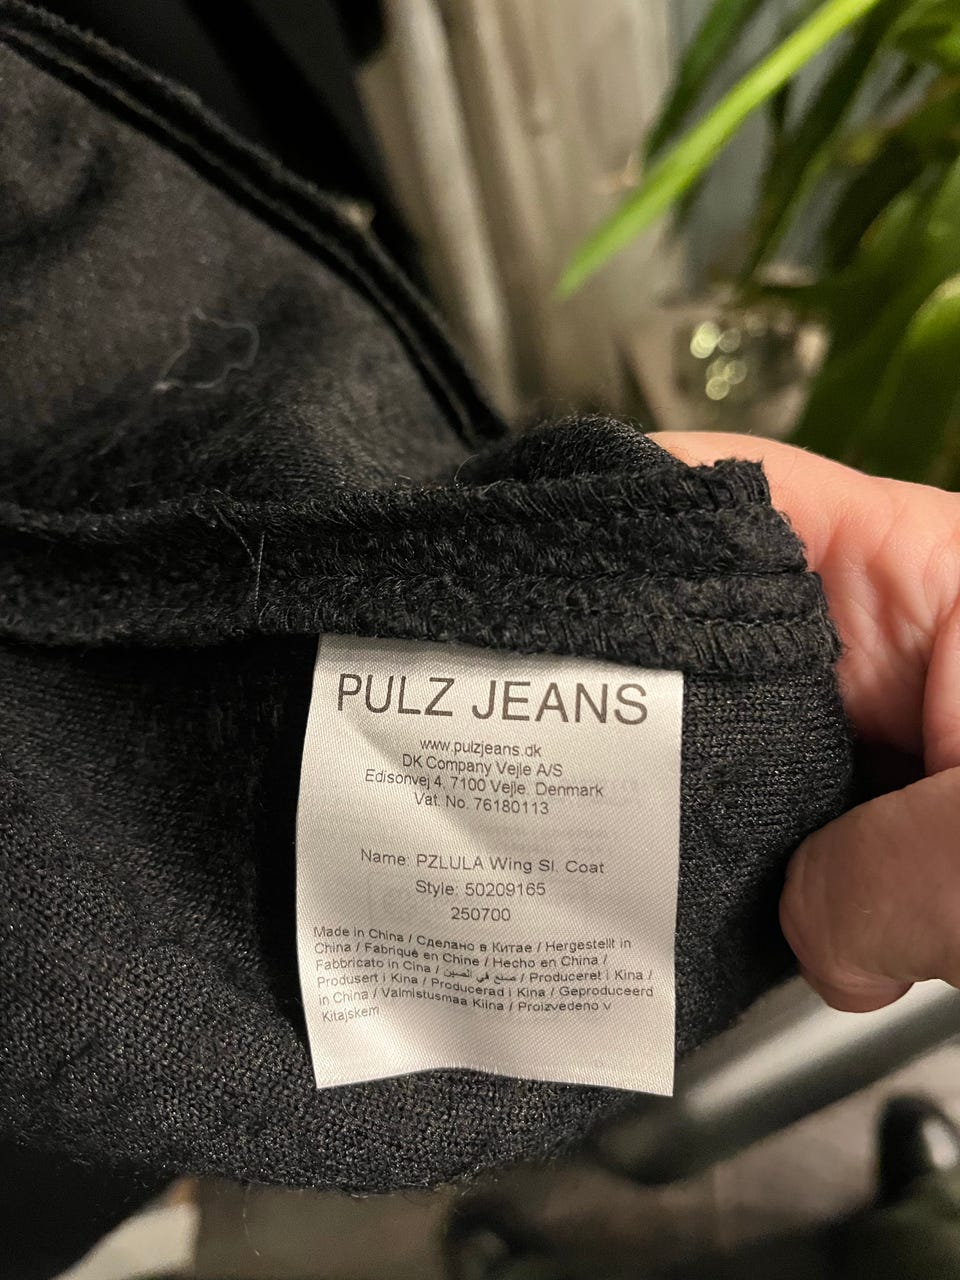 PULZ JEANS
www.pulzjeans.dk
DK Company Vejle A/S
Edisonvej 4, 7100 Vejle, Denmark
Vat. No. 76180113
Name: PZLULA Wing Sl. Coat
Style: 50209165
250700
Made in China / Сделано в Китае / Hergestellt in
China / Fabriqué en Chine / Hecho en China /
Fabbricato in Cina / صنع في الصين / Produceret i Kina /
Produsert i Kina / Producerad i Kina / Geproduceerd
in China / Valmistusmaa Kiina / Proizvedeno v
Kitajskem